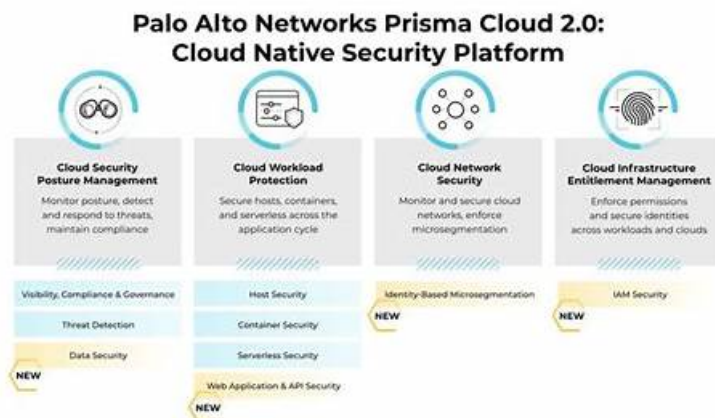 Palo Alto Networks Prisma Cloud 2.0:
Cloud Native Security Platform
Cloud Security
Posture Management
Monitor posture, detect
and respond to threats,
maintain compliance
Visibility, Compliance & Governance
Threat Detection
Data Security
NEW
Cloud Workload
Protection
Secure hosts, containers,
and serverless across the
application cycle
Host Security
Container Security
Serverless Security
Web Application & API Security
NEW
Cloud Network
Security
Monitor and secure cloud
networks, enforce
microsegmentation
Identity-Based Microsegmentation
NEW
Cloud Infrastructure
Entitlement Management
Enforce permissions
and secure identities
across workloads and clouds
IAM Security
NEW